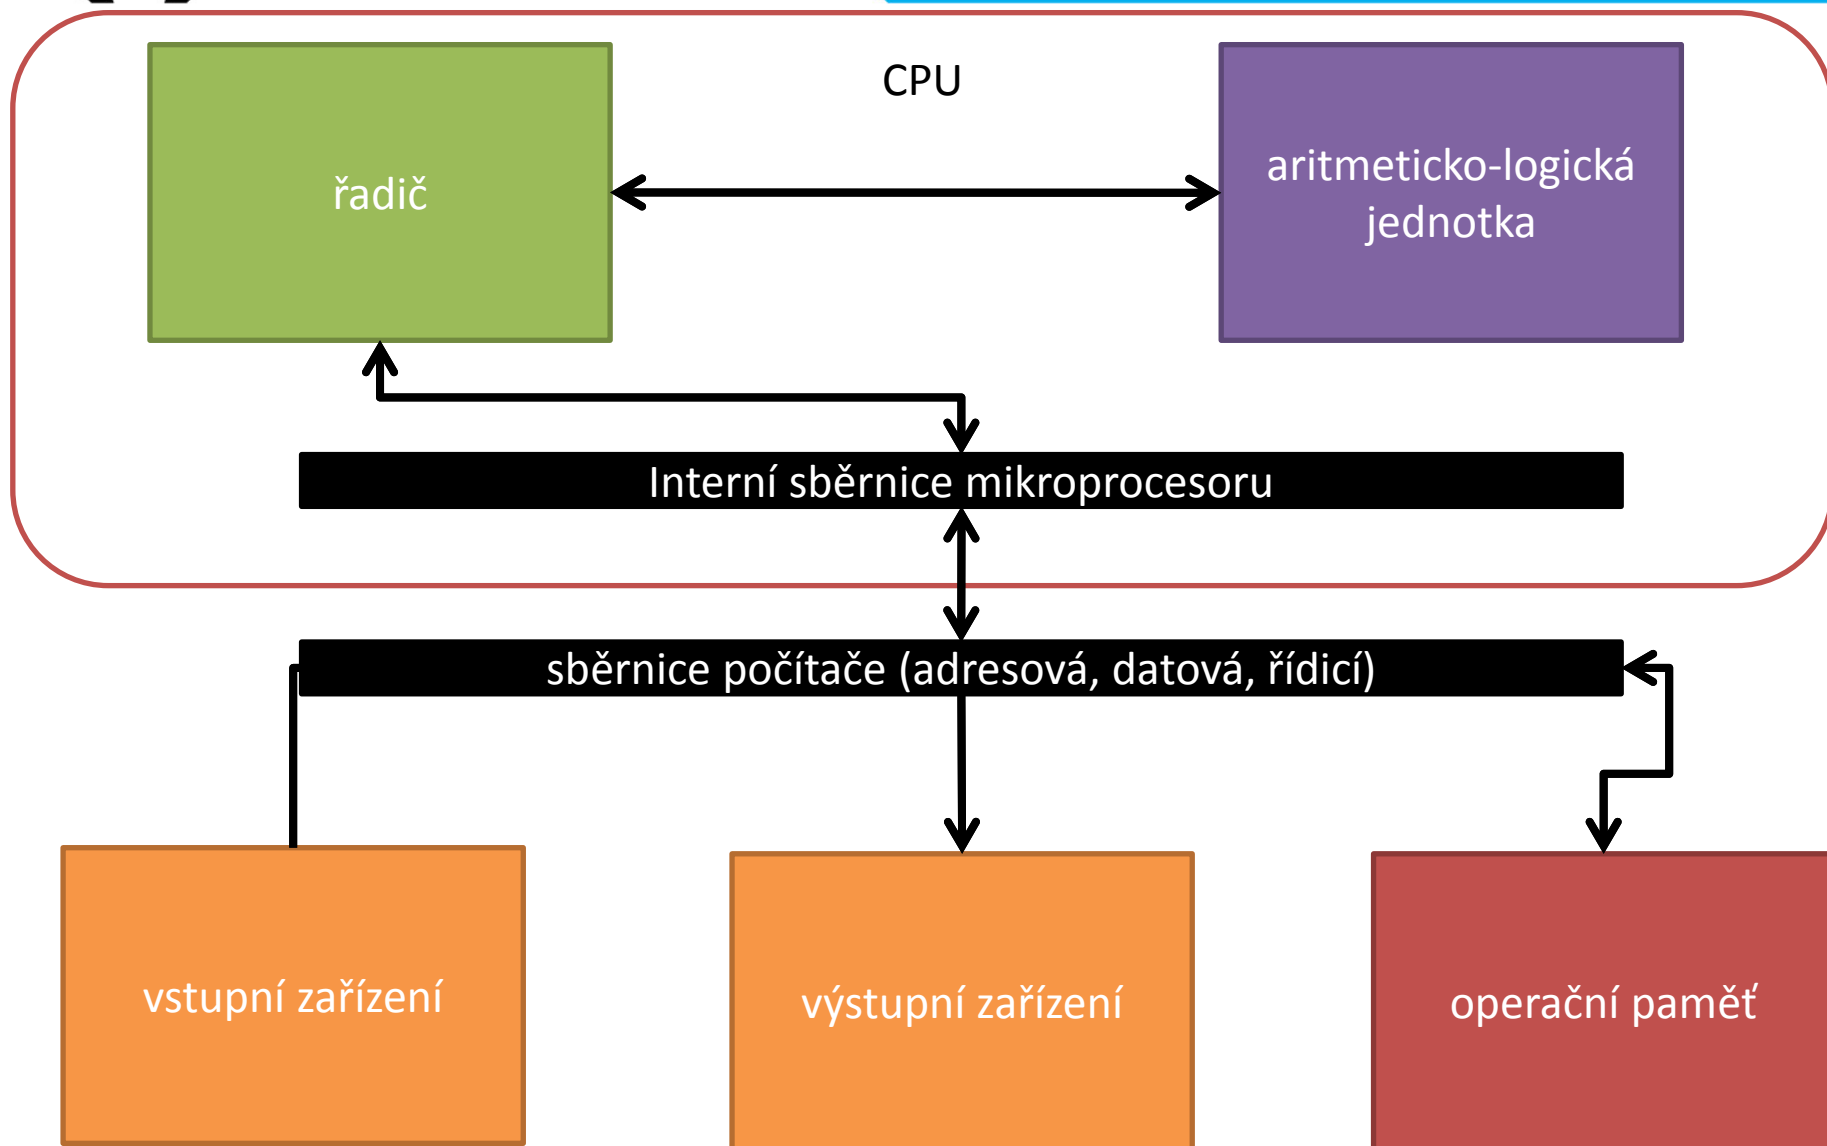 CPU
řadič
aritmeticko-logická
jednotka
Interní sběrnice mikroprocesoru
sběrnice počítače (adresová, datová, řídicí)
vstupní zařízení
výstupní zařízení
operační paměť